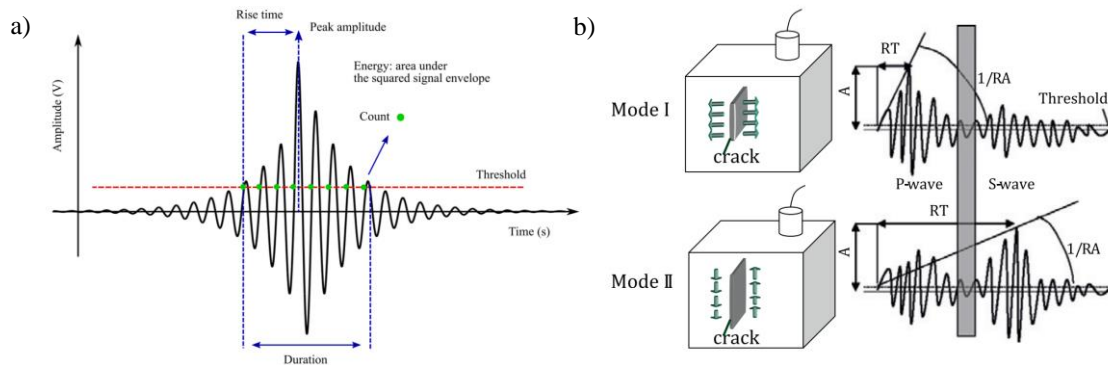 a)
Rise time
Peak amplitude
Energy: area under
the squared signal envelope
Count
Amplitude (V)
Threshold
Time (s)
Duration
b)
Mode Ⅰ
crack
RT
A
1/RA
Threshold
P-wave
S-wave
Mode Ⅱ
crack
RT
A
1/RA